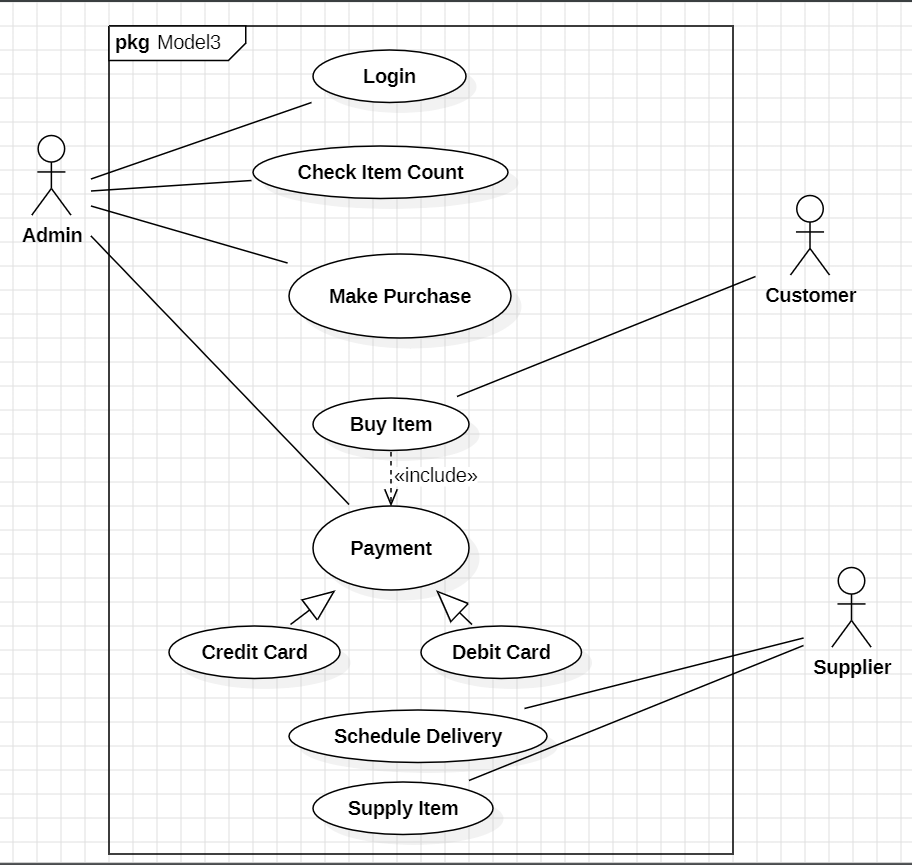 pkg Model3
Login
Check Item Count
Admin
Make Purchase
Customer
Buy Item
«include»
Payment
Credit Card
Debit Card
Supplier
Schedule Delivery
Supply Item